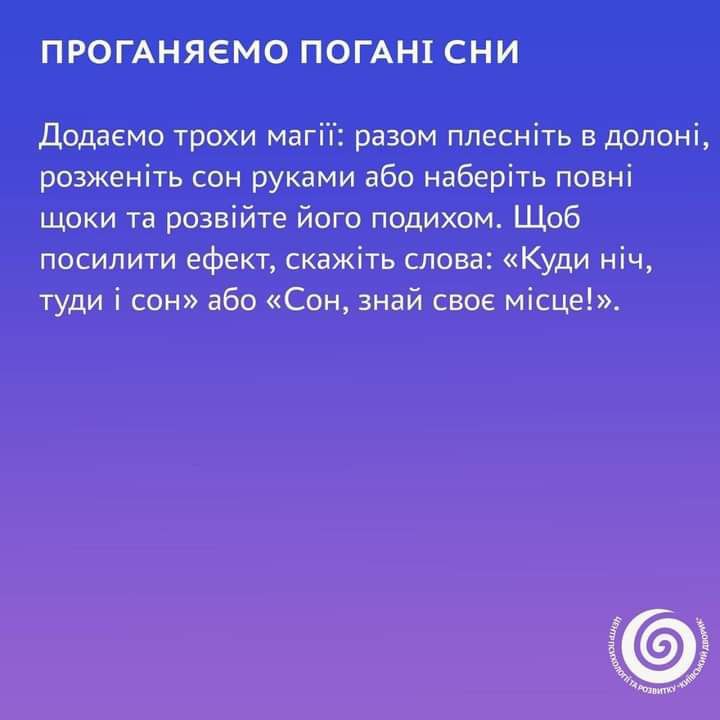 ПРОГАНЯЄМО ПОГАНІ СНИ
Додаємо трохи магії: разом плесніть в долоні,
розженіть сон руками або наберіть повні
щоки та розвійте його подихом. Щоб
посилити ефект, скажіть слова: «Куди ніч,
туди і сон» або «Сон, знай своє місце!».
ЦЕНТР ПСИХОЛОГІЇ ТА РОЗВИТКУ "КИЇВСЬКИЙ ДВОРИК"